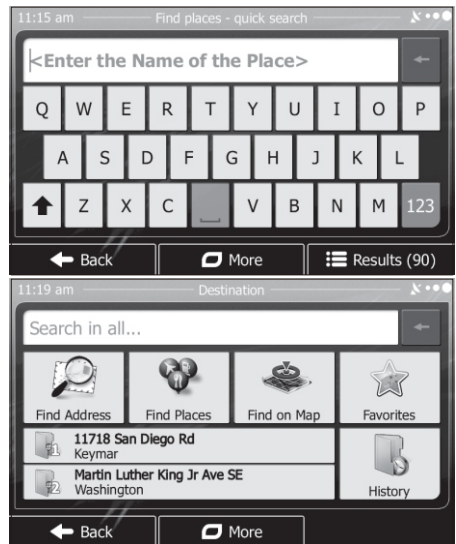 11:15 am Find places - quick search
<Enter the Name of the Place>
Q W E R T Y U I O P
A S D F G H J K L
Z X C V B N M 123
Back More Results (90)
11:19 am Destination
Search in all...
Find Address Find Places Find on Map Favorites
#1 11718 San Diego Rd
Keymar
#2 Martin Luther King Jr Ave SE
Washington
History
Back More